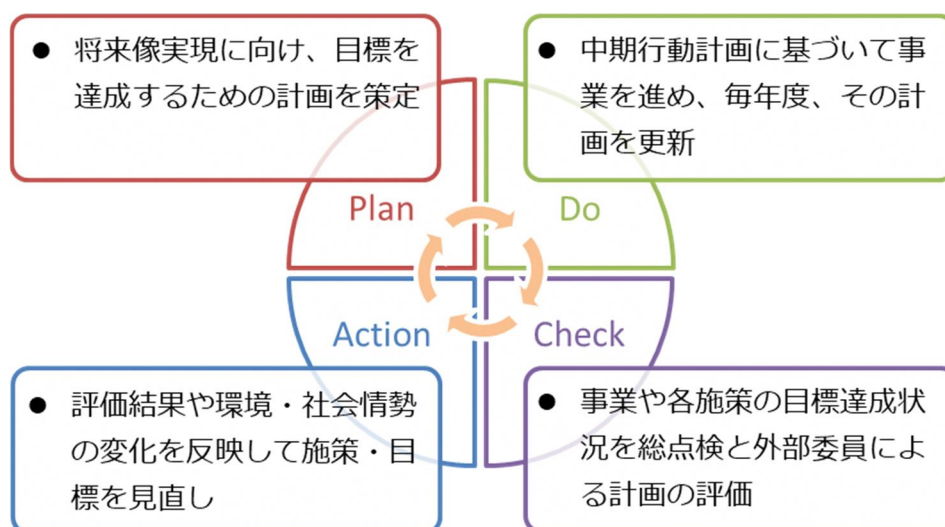 ● 将来像実現に向け、目標を
達成するための計画を策定
● 中期行動計画に基づいて事
業を進め、毎年度、その計
画を更新
Plan
Do
Action
Check
● 評価結果や環境・社会情勢
の変化を反映して施策・目
標を見直し
● 事業や各施策の目標達成状
況を総点検と外部委員によ
る計画の評価